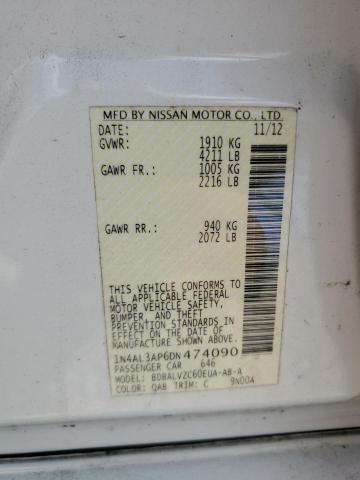 MFD BY NISSAN MOTOR CO., LTD.
DATE: 11/12
GVWR: 1910 KG
4211 LB
GAWR FR.: 1005 KG
2216 LB
GAWR RR.: 940 KG
2072 LB
THIS VEHICLE CONFORMS TO
ALL APPLICABLE FEDERAL
MOTOR VEHICLE SAFETY,
BUMPER, AND THEFT
PREVENTION STANDARDS
IN EFFECT ON THE DATE OF
MANUFACTURE SHOWN ABOVE.
1N4AL3AP6DN474090
PASSENGER CAR 646
MODEL: BDBALVZC60EUA-AB-A
COLOR: QAB TRIM: C 9N00A